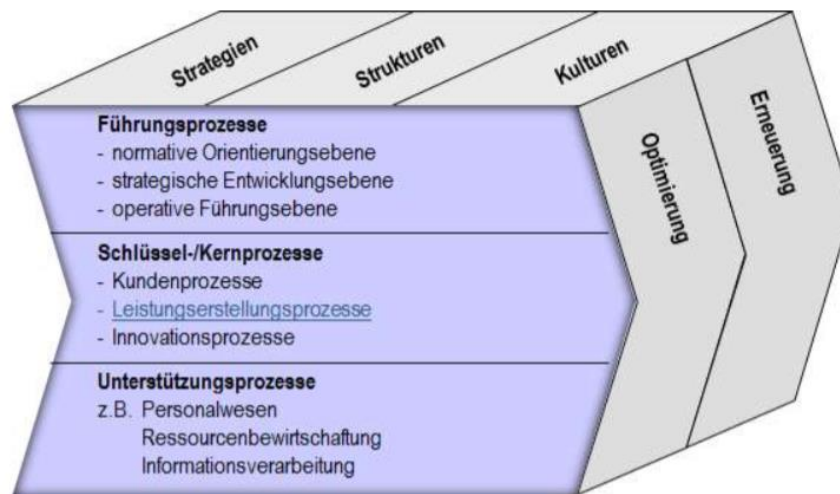 Strategien
Strukturen
Kulturen
Führungsprozesse
- normative Orientierungsebene
- strategische Entwicklungsebene
- operative Führungsebene
Schlüssel-/Kernprozesse
- Kundenprozesse
- Leistungserstellungsprozesse
- Innovationsprozesse
Unterstützungsprozesse
z.B. Personalwesen
Ressourcenbewirtschaftung
Informationsverarbeitung
Optimierung
Erneuerung